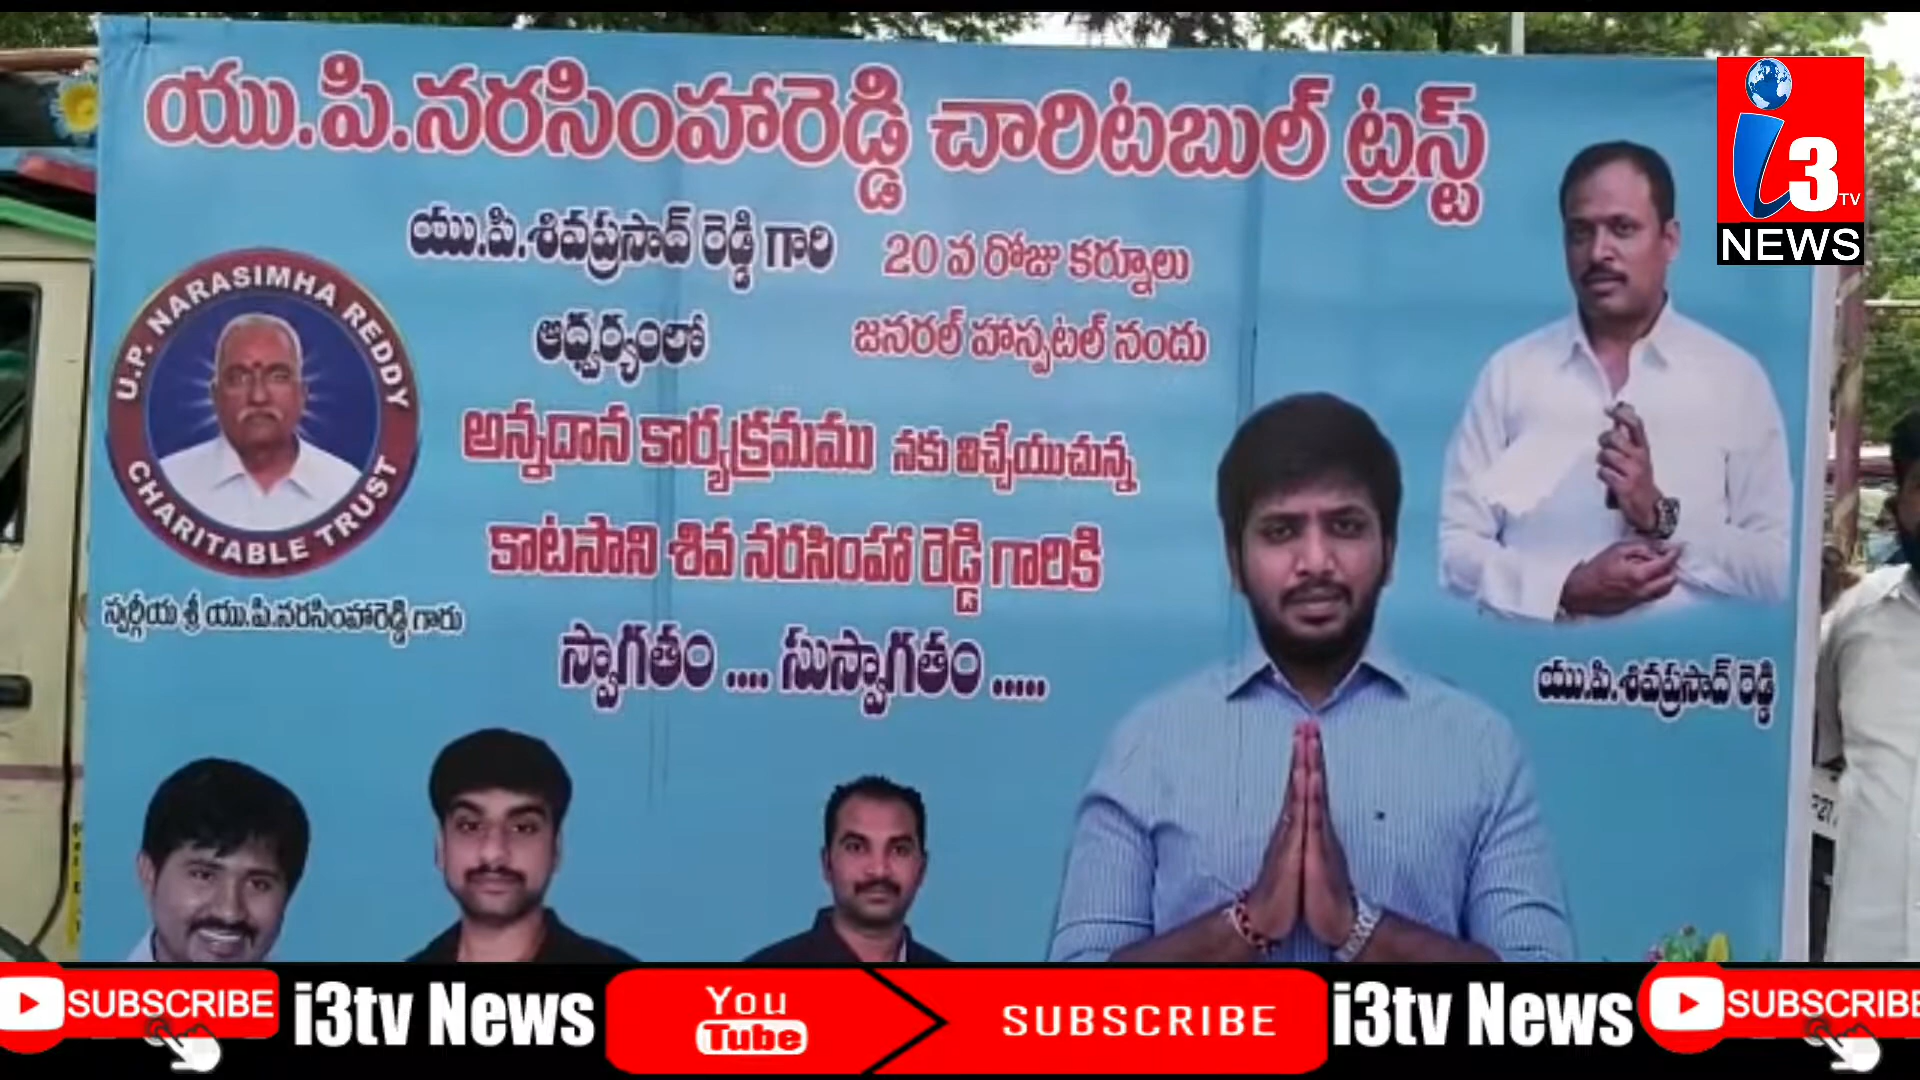 యు.పి.నరసింహారెడ్డి చారిటబుల్ ట్రస్ట్
యు.పి.శివప్రసాద్ రెడ్డి గారి
ఆధ్వర్యంలో
20 వ రోజు కర్నూలు
జనరల్ హాస్పటల్ నందు
అన్నదాన కార్యక్రమము నకు విచ్చేయుచున్న
కాటసాని శివ నరసింహా రెడ్డి గారికి
స్వాగతం .... సుస్వాగతం .....
U.P. NARASIMHA REDDY
CHARITABLE TRUST
స్వర్గీయ శ్రీ యు.పి.నరసింహారెడ్డి గారు
యు.పి.శివప్రసాద్ రెడ్డి
i3 TV
NEWS
SUBSCRIBE i3tv News You Tube SUBSCRIBE i3tv News SUBSCRIBE